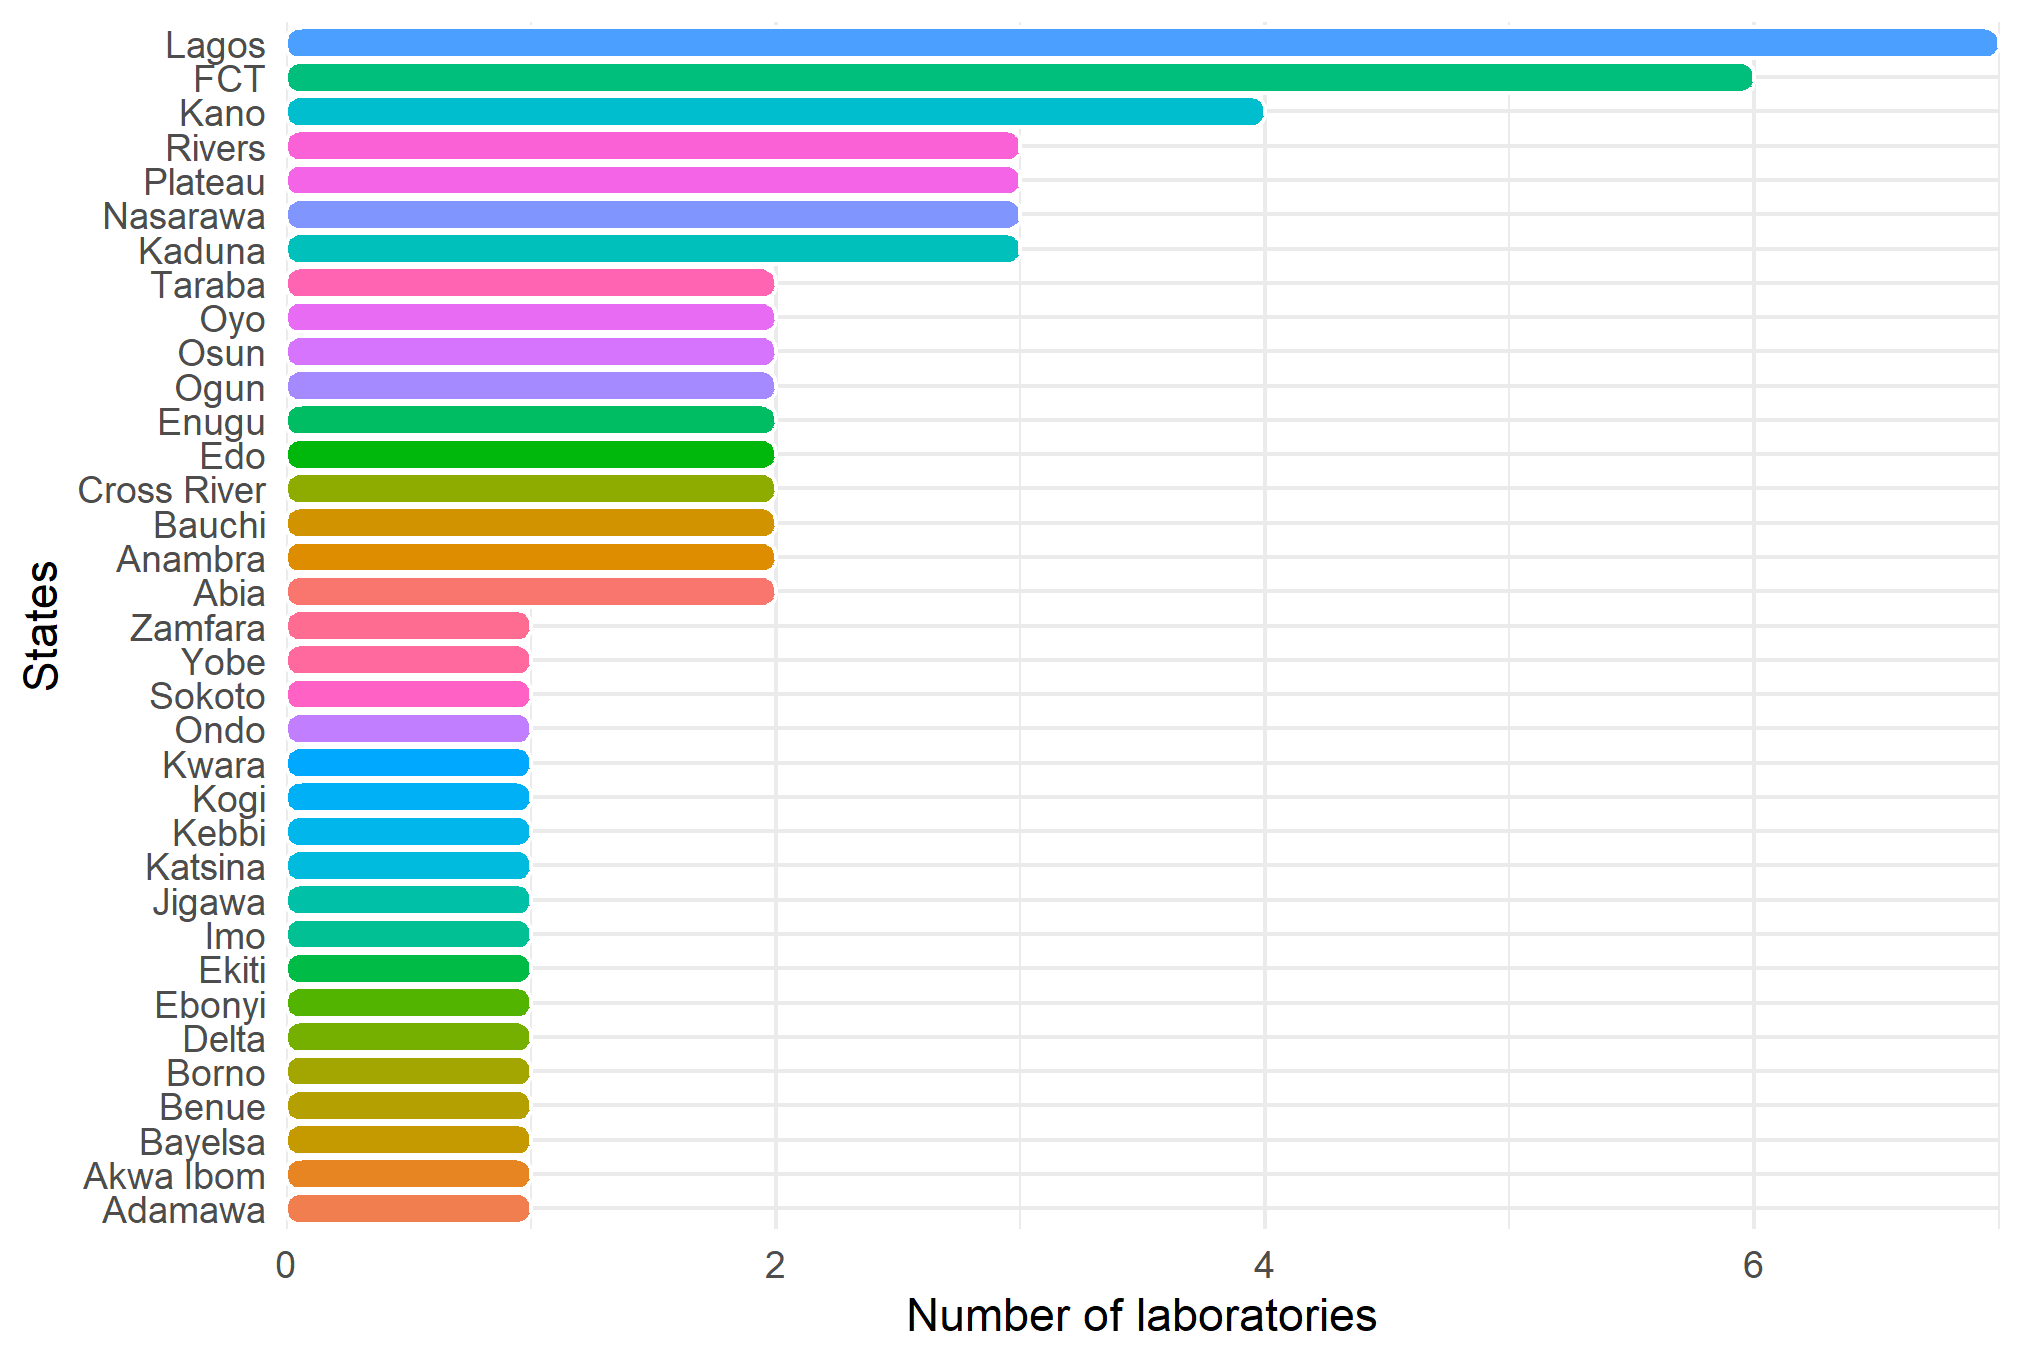 Lagos
FCT
Kano
Rivers
Plateau
Nasarawa
Kaduna
Taraba
Oyo
Osun
Ogun
Enugu
Edo
Cross River
Bauchi
Anambra
Abia
Zamfara
Yobe
Sokoto
Ondo
Kwara
Kogi
Kebbi
Katsina
Jigawa
Imo
Ekiti
Ebonyi
Delta
Borno
Benue
Bayelsa
Akwa Ibom
Adamawa
States
0 2 4 6
Number of laboratories